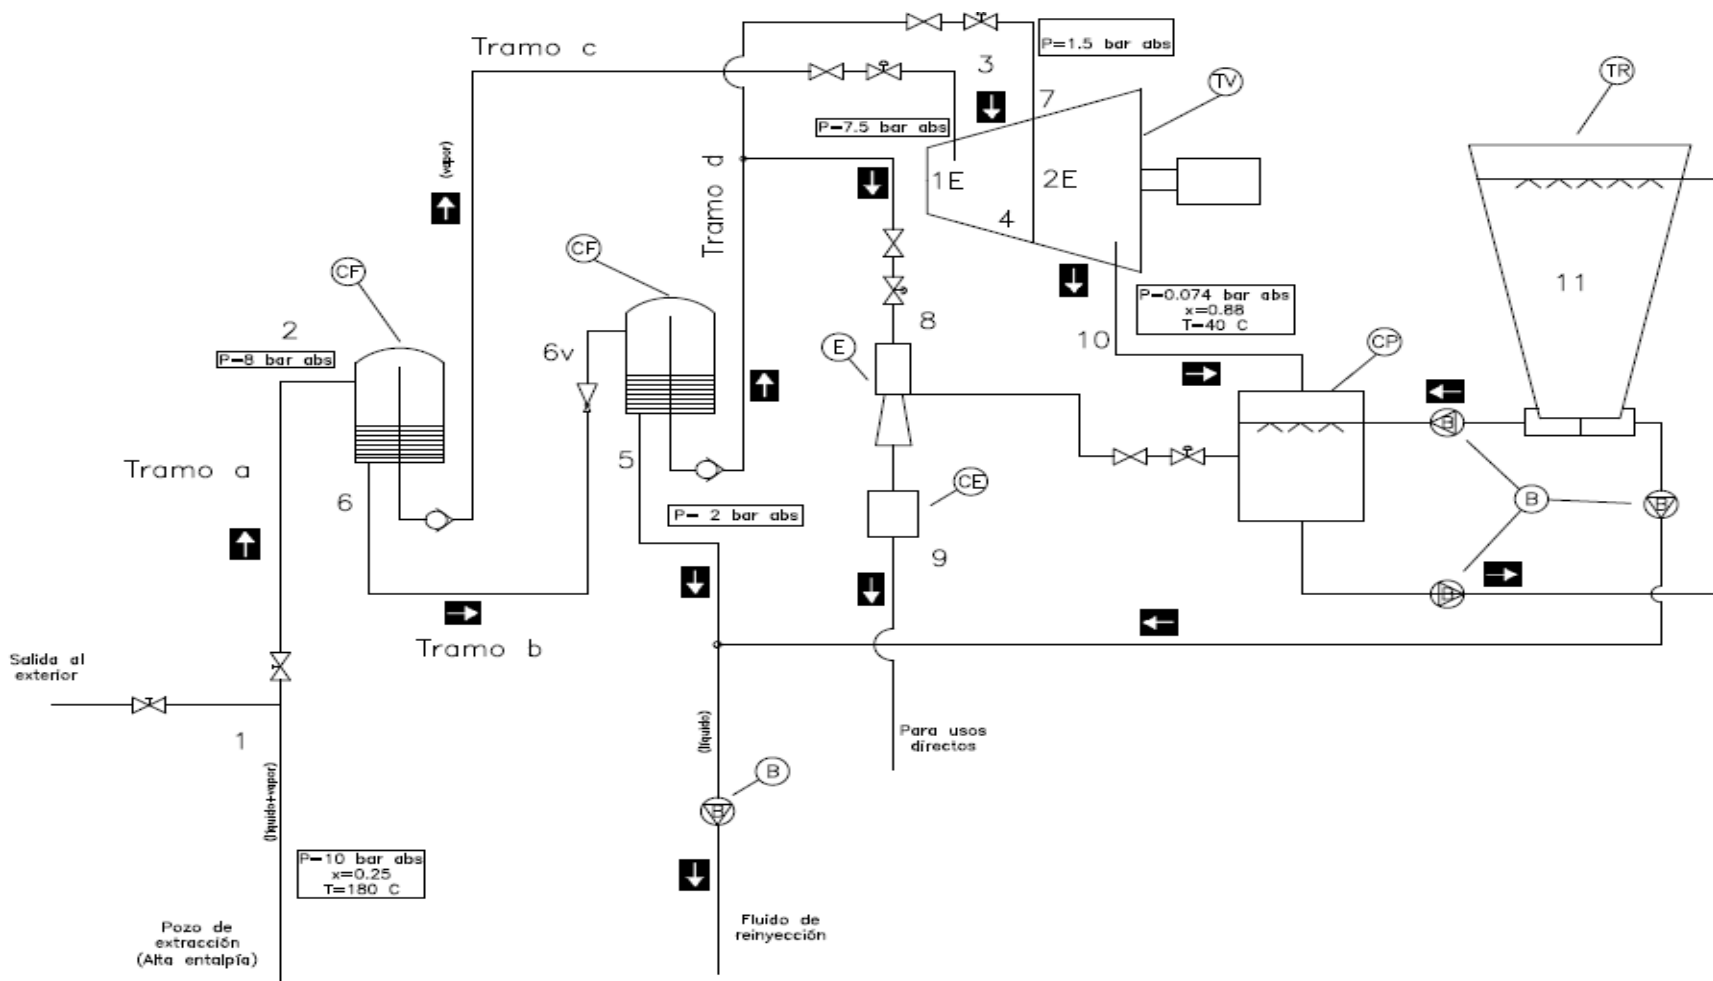 Tramo c
3
P=1.5 bar abs
TR
TV
7
P=7.5 bar abs
(vapor)
Tramo d
1E
2E
4
CF
CF
2
P=8 bar abs
6v
8
E
P=0.074 bar abs
x=0.88
T=40 C
10
CP
11
B
Tramo a
6
5
P= 2 bar abs
CE
9
B
B
B
Tramo b
Salida al
exterior
1
(líquido+vapor)
(líquido)
Para usos
directos
B
B
P=10 bar abs
x=0.25
T=180 C
Pozo de
extracción
(Alta entalpía)
Fluido de
reinyección